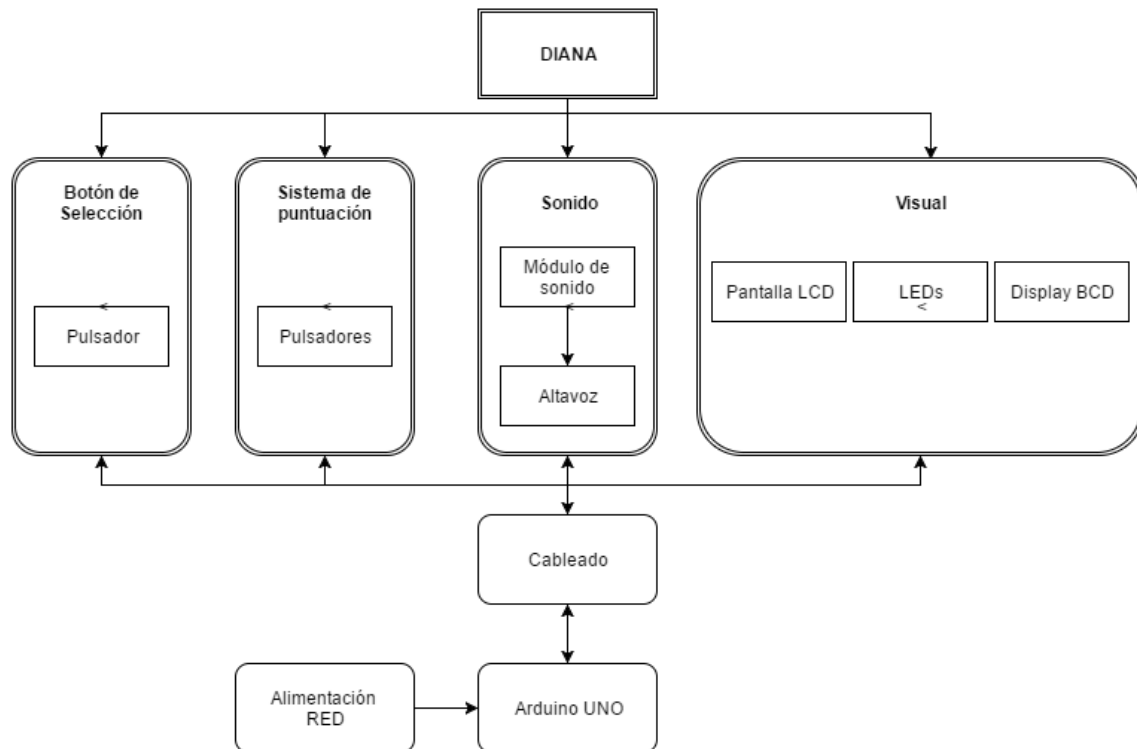 DIANA
Botón de
Selección
Pulsador
Sistema de
puntuación
Pulsadores
Sonido
Módulo de
sonido
Altavoz
Visual
Pantalla LCD
LEDs
Display BCD
Cableado
Alimentación
RED
Arduino UNO